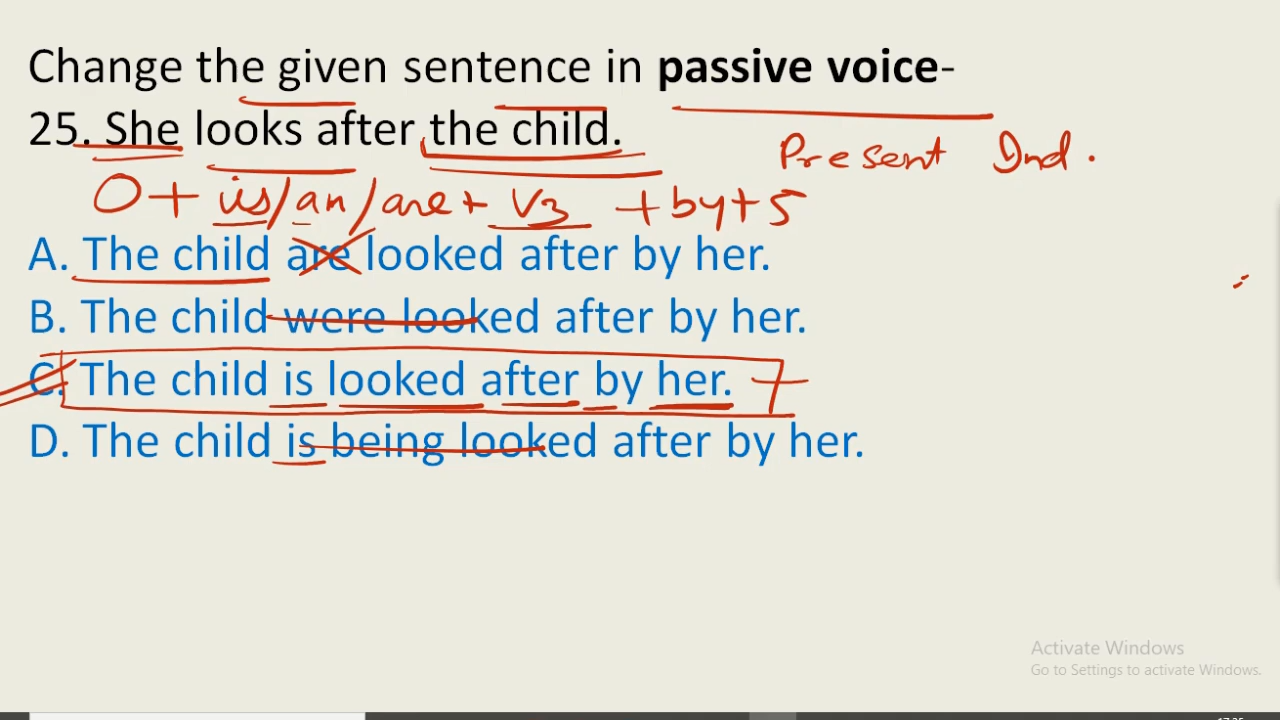 Change the given sentence in passive voice-
25. She looks after the child.
Present Ind.
O + is/am/are + V3 + by + S
A. The child are looked after by her.
B. The child were looked after by her.
C. The child is looked after by her.
D. The child is being looked after by her.
Activate Windows
Go to Settings to activate Windows.